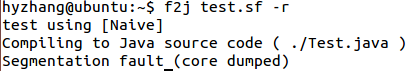 hyzhang@ubuntu:~$ f2j test.sf -r
test using [Naive]
Compiling to Java source code ( ./Test.java )
Segmentation fault (core dumped)